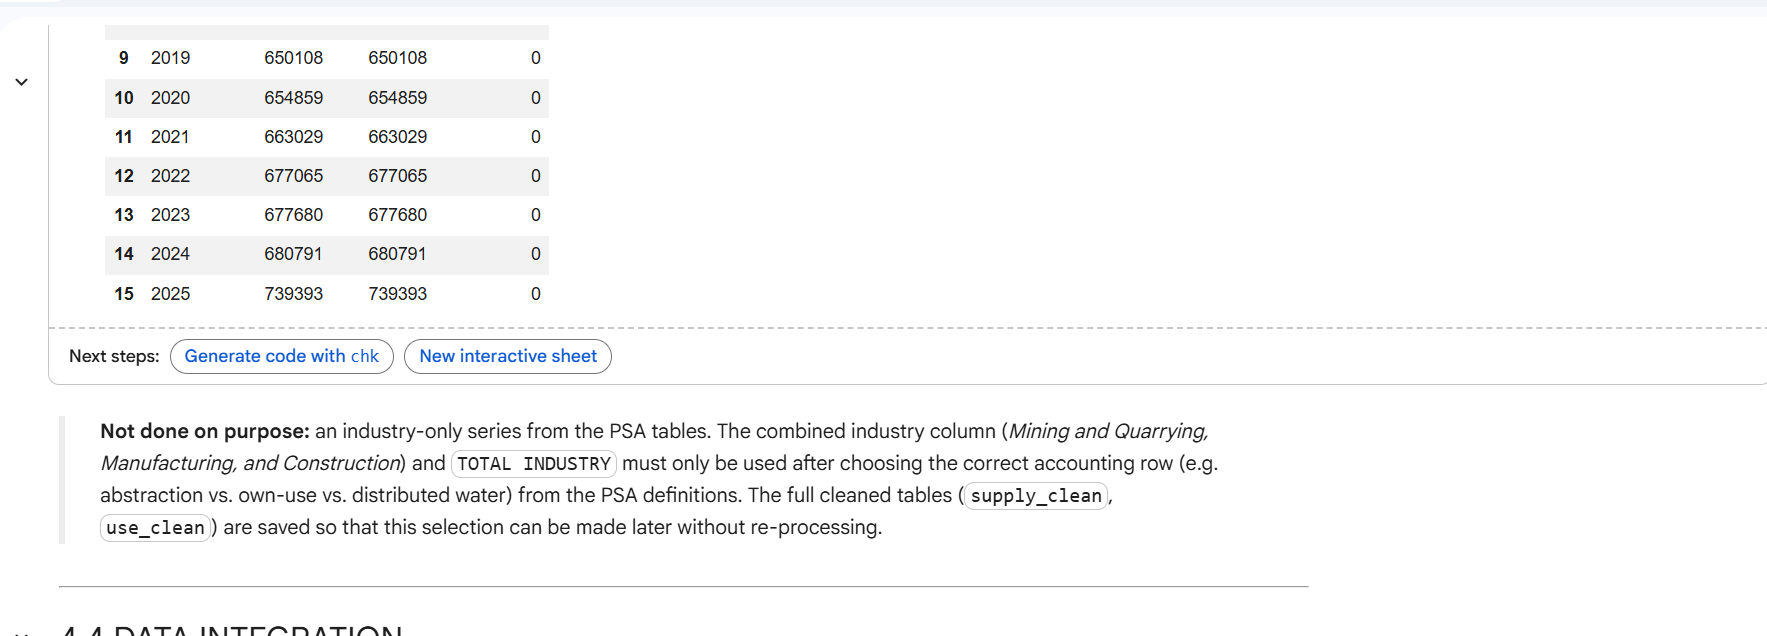 9 2019 650108 650108 0
10 2020 654859 654859 0
11 2021 663029 663029 0
12 2022 677065 677065 0
13 2023 677680 677680 0
14 2024 680791 680791 0
15 2025 739393 739393 0
Next steps: Generate code with chk New interactive sheet
Not done on purpose: an industry-only series from the PSA tables. The combined industry column (Mining and Quarrying,
Manufacturing, and Construction) and TOTAL INDUSTRY must only be used after choosing the correct accounting row (e.g.
abstraction vs. own-use vs. distributed water) from the PSA definitions. The full cleaned tables (supply_clean,
use_clean) are saved so that this selection can be made later without re-processing.
4.4 DATA INTEGRATION